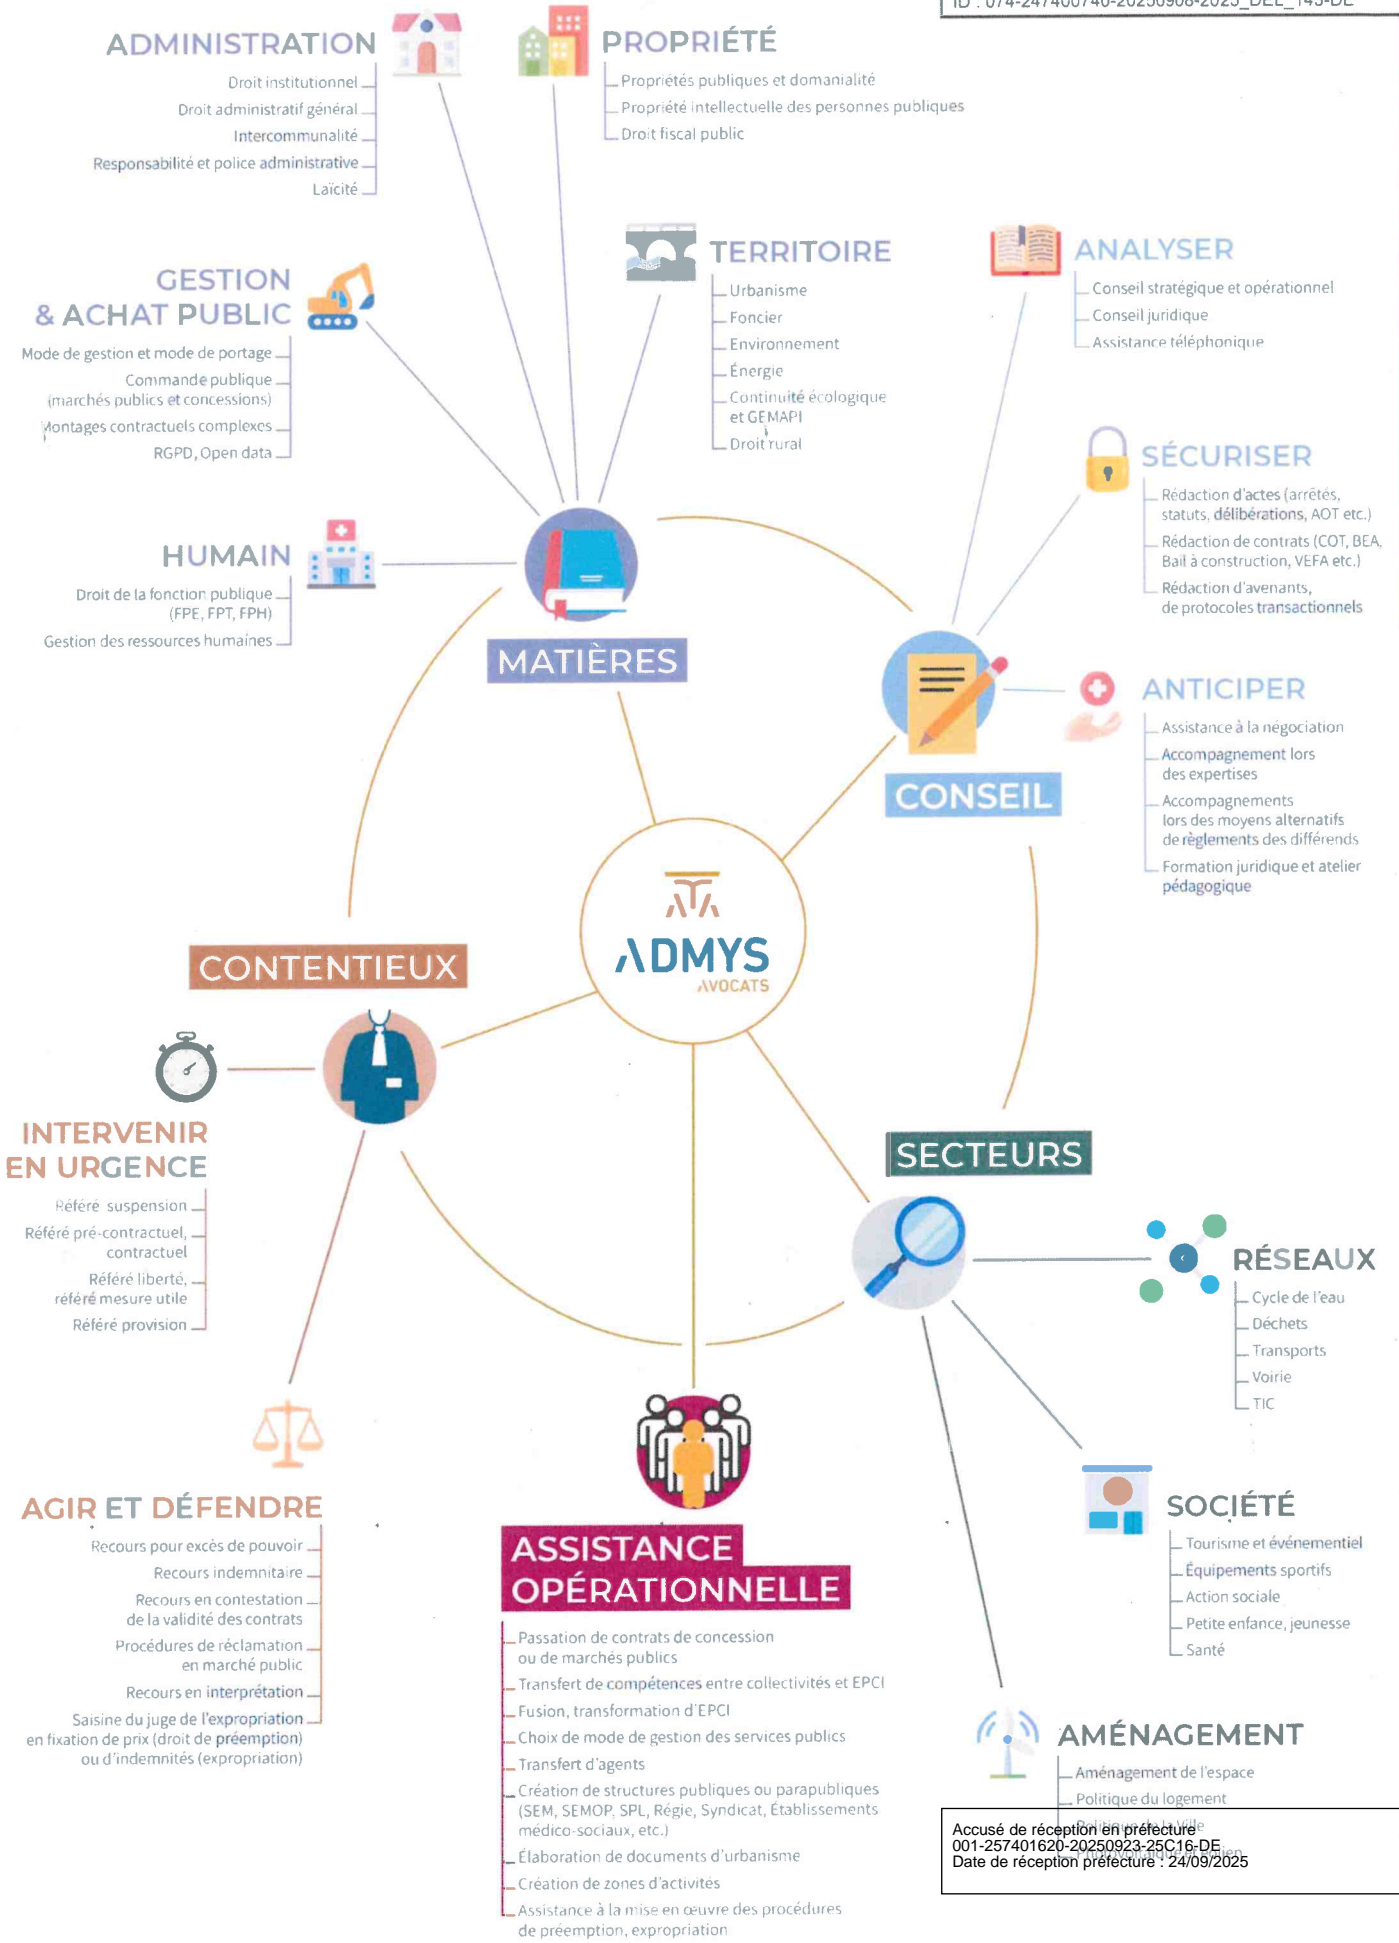 ID : 074-247400740-20250908-2025_DEL_143-DE
ADMINISTRATION
Droit institutionnel
Droit administratif général
Intercommunalité
Responsabilité et police administrative
Laïcité
PROPRIÉTÉ
Propriétés publiques et domanialité
Propriété intellectuelle des personnes publiques
Droit fiscal public
GESTION
& ACHAT PUBLIC
Mode de gestion et mode de portage
Commande publique
(marchés publics et concessions)
Montages contractuels complexes
RGPD, Open data
TERRITOIRE
Urbanisme
Foncier
Environnement
Énergie
Continuité écologique
et GEMAPI
Droit rural
HUMAIN
Droit de la fonction publique
(FPE, FPT, FPH)
Gestion des ressources humaines
MATIÈRES
ANALYSER
Conseil stratégique et opérationnel
Conseil juridique
Assistance téléphonique
SÉCURISER
Rédaction d'actes (arrêtés,
statuts, délibérations, AOT etc.)
Rédaction de contrats (COT, BEA,
Bail à construction, VEFA etc.)
Rédaction d'avenants,
de protocoles transactionnels
ANTICIPER
Assistance à la négociation
Accompagnement lors
des expertises
Accompagnements
lors des moyens alternatifs
de règlements des différends
Formation juridique et atelier
pédagogique
CONSEIL
ADMYS
AVOCATS
CONTENTIEUX
INTERVENIR
EN URGENCE
Référé suspension
Référé pré-contractuel,
contractuel
Référé liberté,
référé mesure utile
Référé provision
AGIR ET DÉFENDRE
Recours pour excès de pouvoir
Recours indemnitaire
Recours en contestation
de la validité des contrats
Procédures de réclamation
en marché public
Recours en interprétation
Saisine du juge de l'expropriation
en fixation de prix (droit de préemption)
ou d'indemnités (expropriation)
ASSISTANCE
OPÉRATIONNELLE
Passation de contrats de concession
ou de marchés publics
Transfert de compétences entre collectivités et EPCI
Fusion, transformation d'EPCI
Choix de mode de gestion des services publics
Transfert d'agents
Création de structures publiques ou parapubliques
(SEM, SEMOP, SPL, Régie, Syndicat, Établissements
médico-sociaux, etc.)
Élaboration de documents d'urbanisme
Création de zones d'activités
Assistance à la mise en œuvre des procédures
de préemption, expropriation
SECTEURS
RÉSEAUX
Cycle de l'eau
Déchets
Transports
Voirie
TIC
SOCIÉTÉ
Tourisme et événementiel
Équipements sportifs
Action sociale
Petite enfance, jeunesse
Santé
AMÉNAGEMENT
Aménagement de l'espace
Politique du logement
Politique de la Ville
Photovoltaïque et éolien
Accusé de réception en préfecture
001-257401620-20250923-25C16-DE
Date de réception préfecture : 24/09/2025